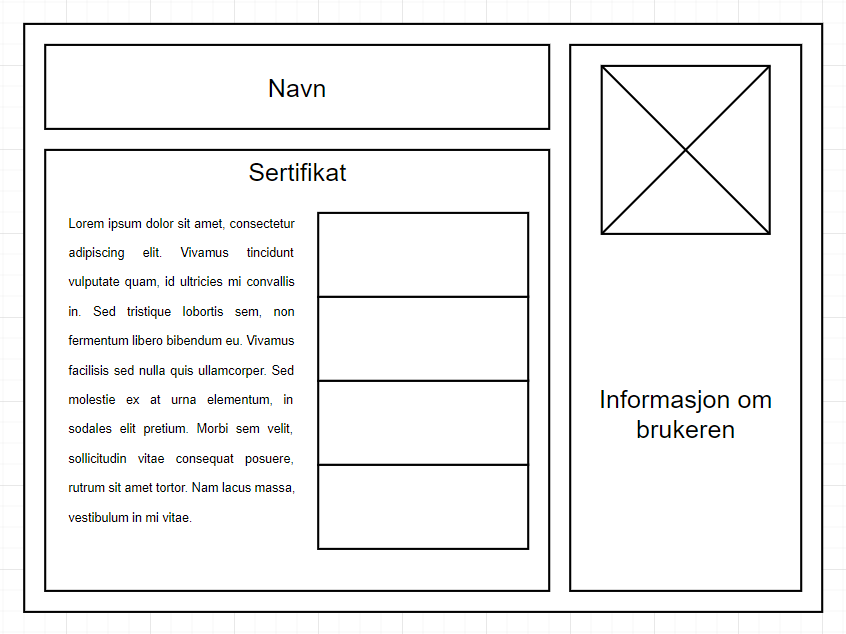 Navn
Sertifikat
Lorem ipsum dolor sit amet, consectetur
adipiscing elit. Vivamus tincidunt
vulputate quam, id ultricies mi convallis
in. Sed tristique lobortis sem, non
fermentum libero bibendum eu. Vivamus
facilisis sed nulla quis ullamcorper. Sed
molestie ex at urna elementum, in
sodales elit pretium. Morbi sem velit,
sollicitudin vitae consequat posuere,
rutrum sit amet tortor. Nam lacus massa,
vestibulum in mi vitae.
Informasjon om
brukeren